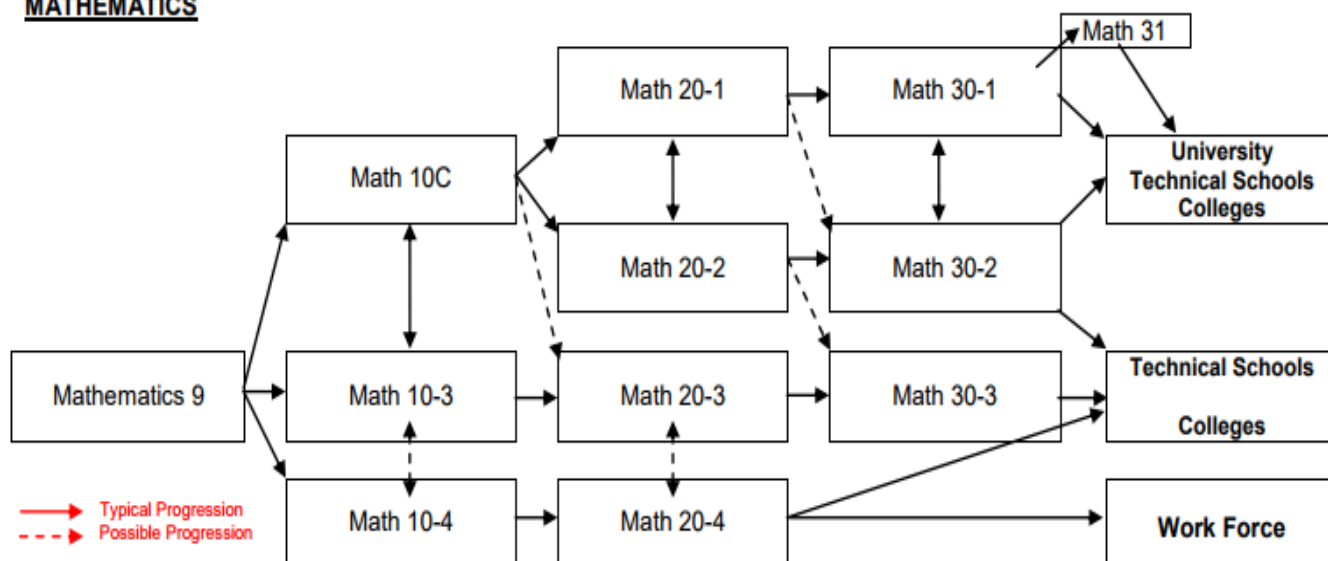 MATHEMATICS
Math 31
Math 20-1
Math 30-1
Math 10C
University
Technical Schools
Colleges
Math 20-2
Math 30-2
Mathematics 9
Math 10-3
Math 20-3
Math 30-3
Technical Schools
Colleges
Typical Progression
Possible Progression
Math 10-4
Math 20-4
Work Force